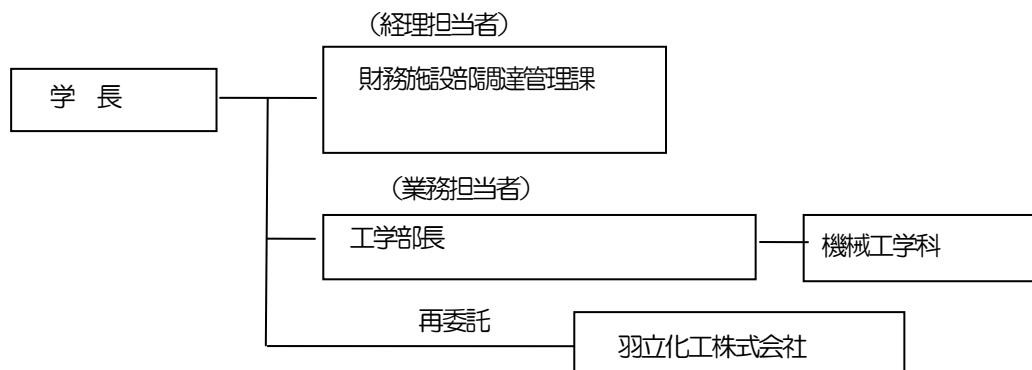 （経理担当者）
学　長
財務施設部調達管理課
（業務担当者）
工学部長
機械工学科
再委託
羽立化工株式会社